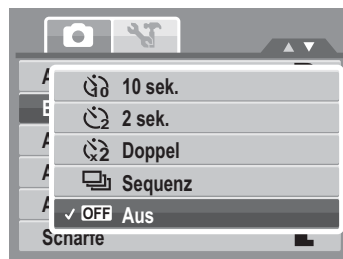 10 sek.
2 sek.
Doppel
Sequenz
OFF Aus
Schärfe